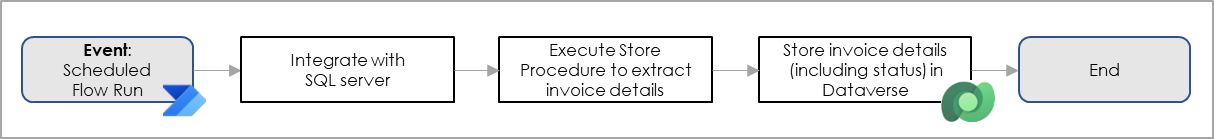 Event:
Scheduled
Flow Run
Integrate with
SQL server
Execute Store
Procedure to extract
invoice details
Store invoice details
(including status) in
Dataverse
End